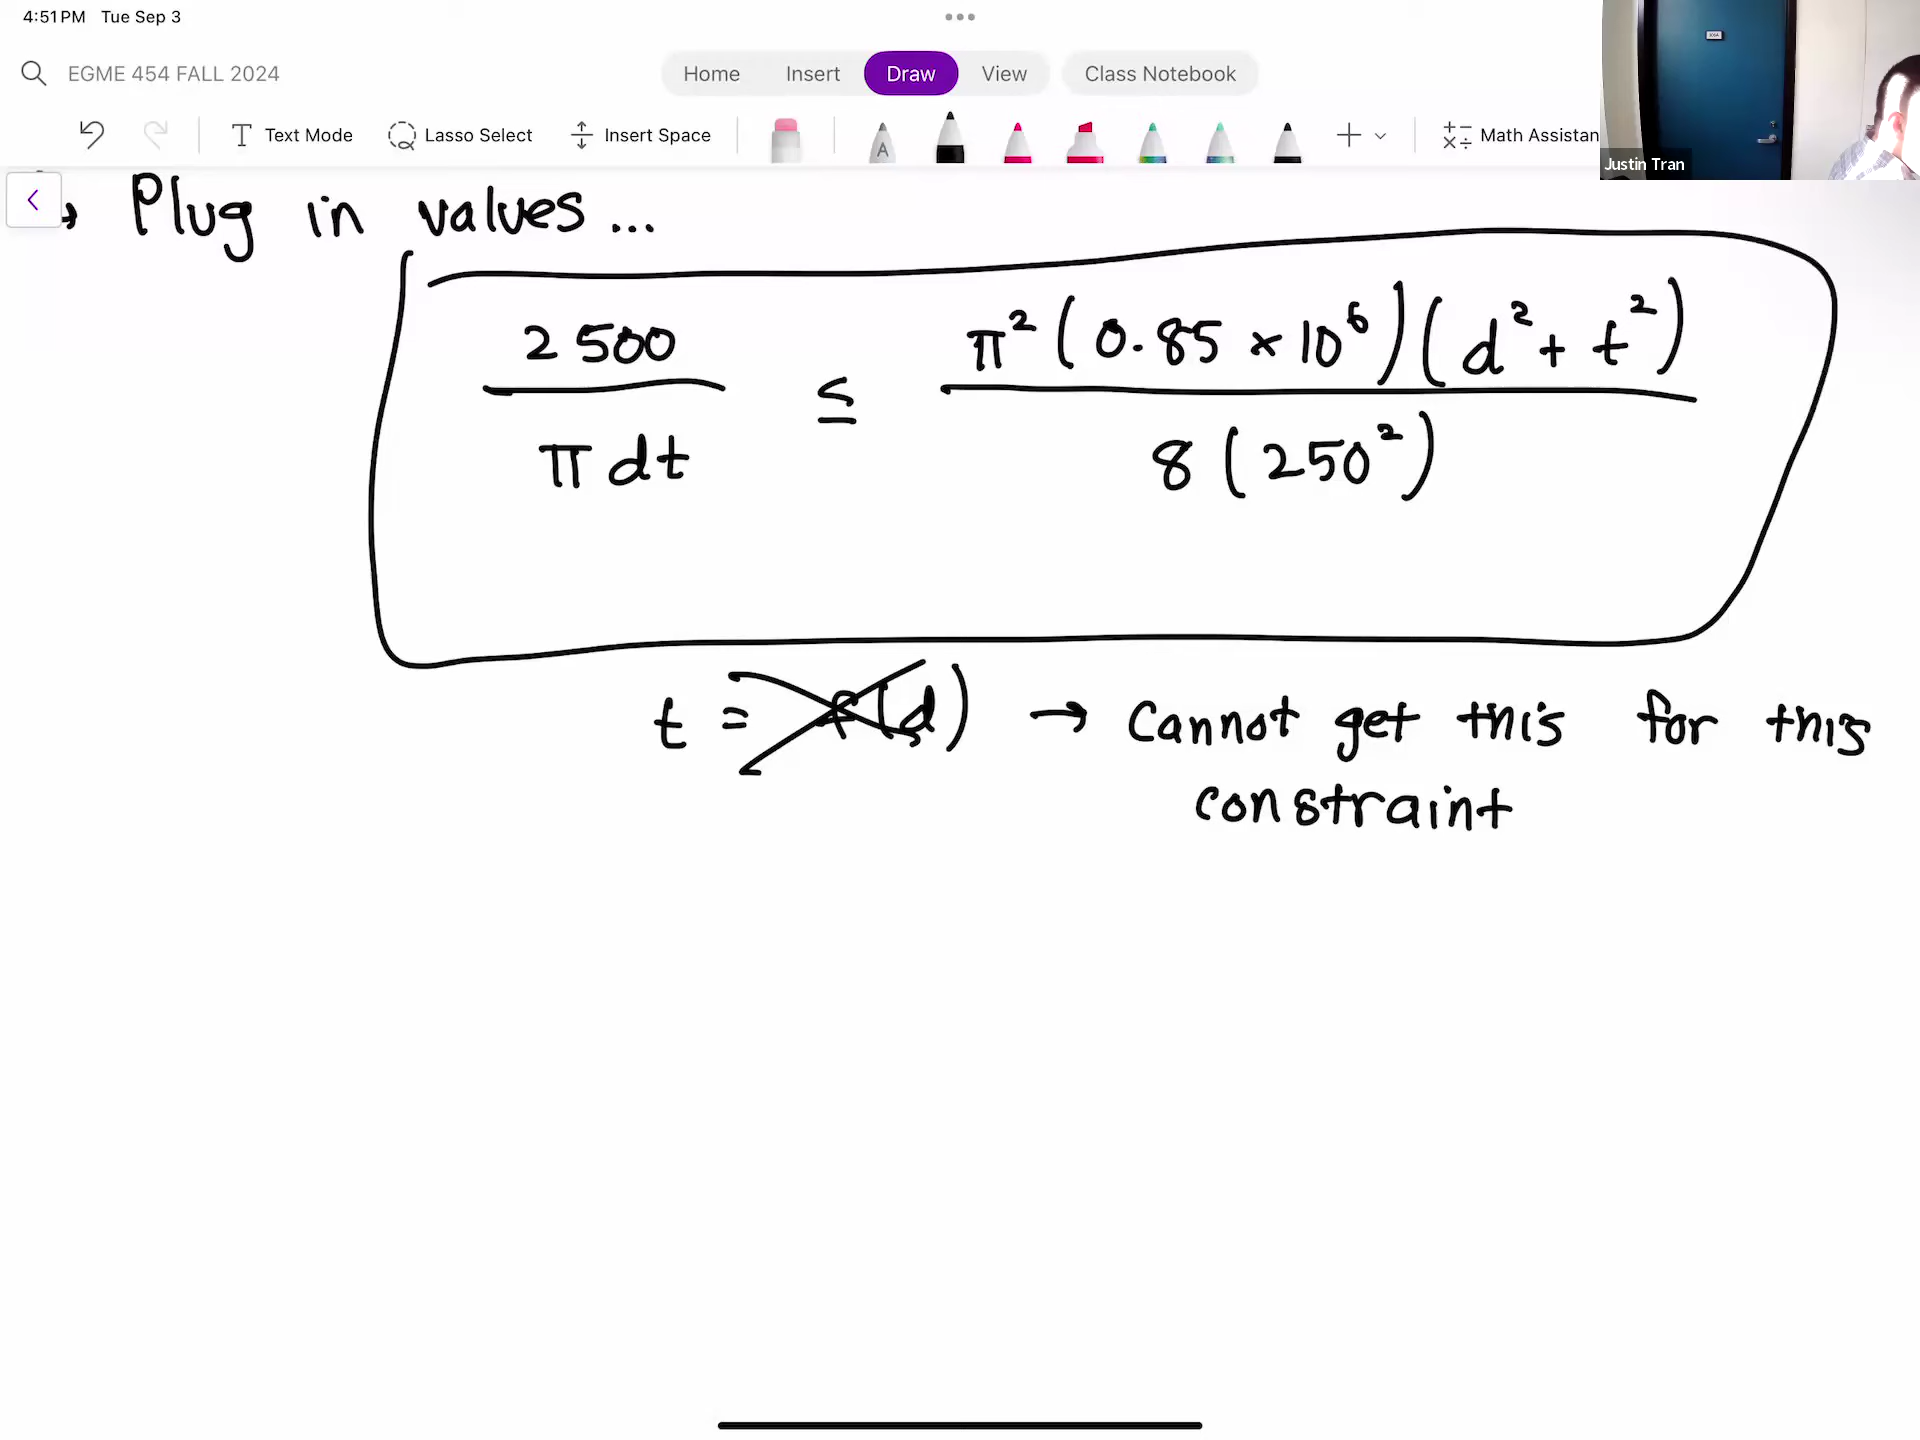 4:51 PM Tue Sep 3
EGME 454 FALL 2024
Home Insert Draw View Class Notebook
Text Mode Lasso Select Insert Space Math Assistan
Justin Tran
Plug in values...
2500 / π dt ≤ π² (0.85 × 10⁶) (d² + t²) / 8 (250²)
t = f(d) → Cannot get this for this
constraint